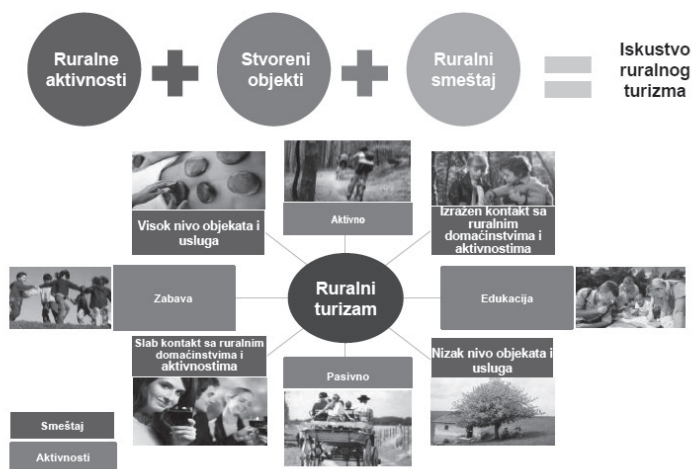 Ruralne
aktivnosti
Stvoreni
objekti
Ruralni
smeštaj
Iskustvo
ruralnog
turizma
Visok nivo objekata i
usluga
Aktivno
Izražen kontakt sa
ruralnim
domaćinstvima i
aktivnostima
Zabava
Ruralni
turizam
Edukacija
Slab kontakt sa ruralnim
domaćinstvima i
aktivnostima
Pasivno
Nizak nivo objekata i
usluga
Smeštaj
Aktivnosti